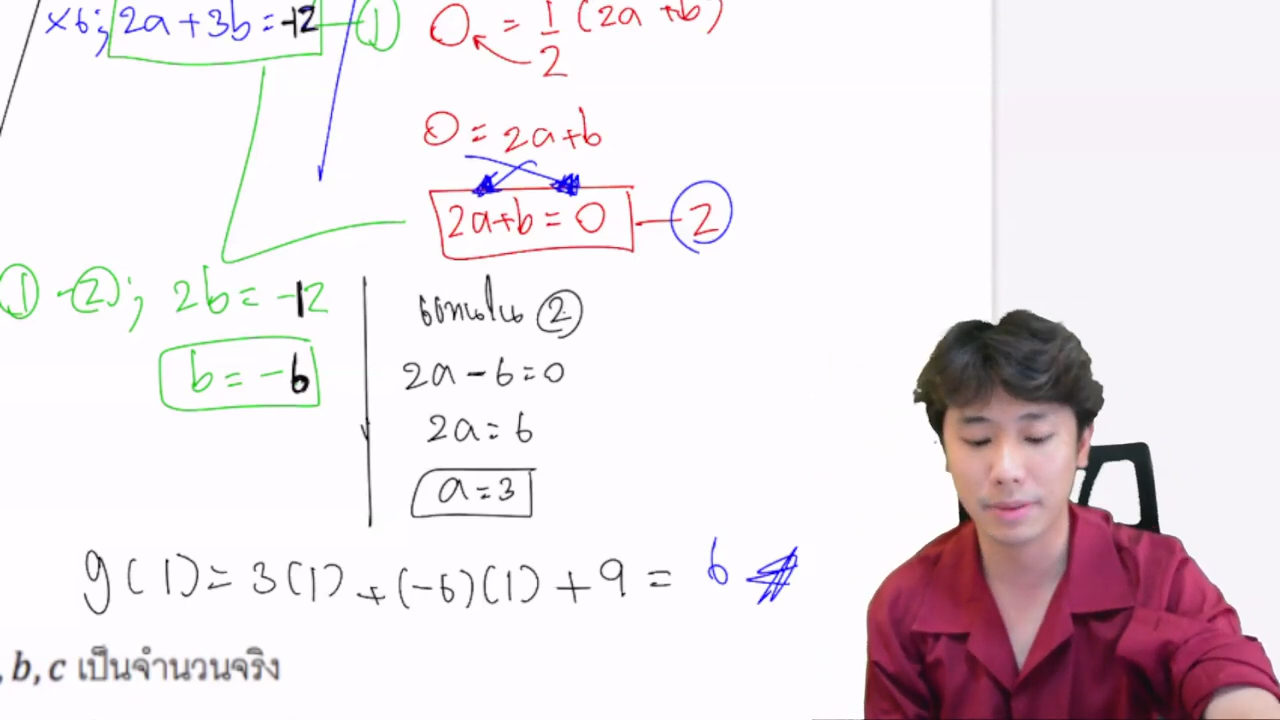 ×6; 2a+3b=-12 — ①
0 = 1/2 (2a+b)
0 = 2a+b
2a+b = 0 — ②
① - ②; 2b = -12
b = -6
แทนใน ②
2a - 6 = 0
2a = 6
a = 3
g(1) = 3(1) + (-6)(1) + 9 = 6
, b, c เป็นจำนวนจริง